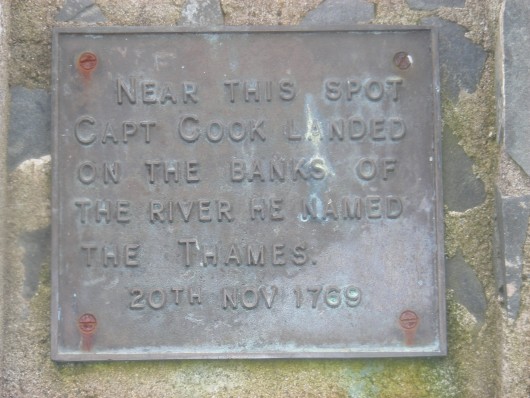 NEAR THIS SPOT
CAPT COOK LANDED
ON THE BANKS OF
THE RIVER HE NAMED
THE THAMES.
20TH NOV 1769